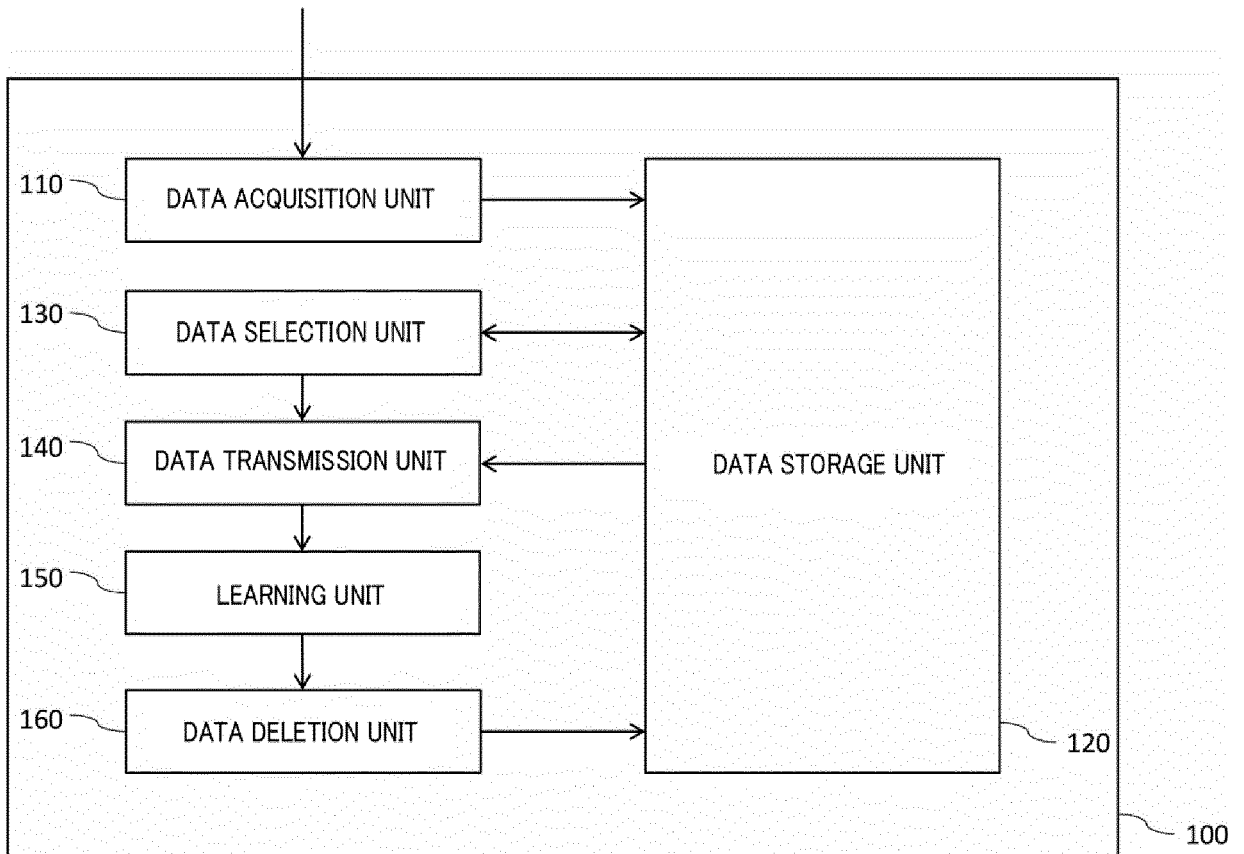 110
DATA ACQUISITION UNIT
130
DATA SELECTION UNIT
140
DATA TRANSMISSION UNIT
DATA STORAGE UNIT
150
LEARNING UNIT
160
DATA DELETION UNIT
120
100